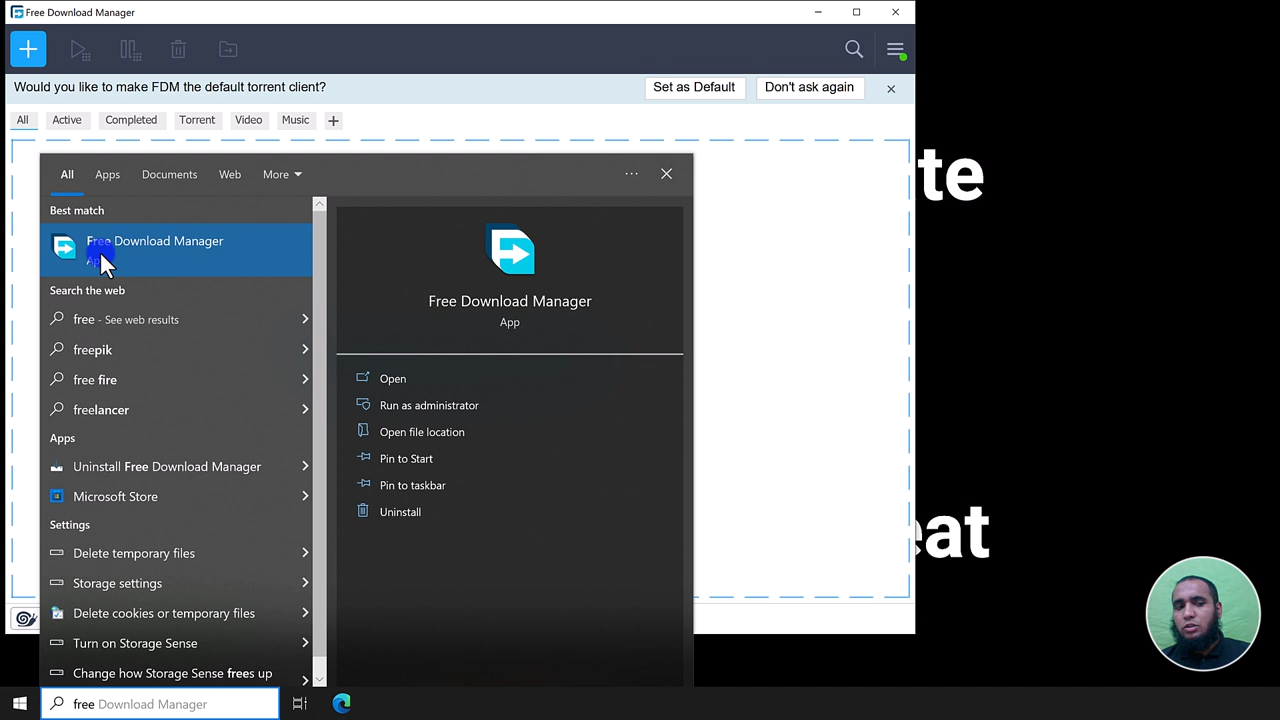 Free Download Manager
Would you like to make FDM the default torrent client?
Set as Default
Don't ask again
All
Active
Completed
Torrent
Video
Music
te
eat
All
Apps
Documents
Web
More
Best match
Free Download Manager
App
Search the web
free - See web results
freepik
free fire
freelancer
Apps
Uninstall Free Download Manager
Microsoft Store
Settings
Delete temporary files
Storage settings
Delete cookies or temporary files
Turn on Storage Sense
Change how Storage Sense frees up
Free Download Manager
App
Open
Run as administrator
Open file location
Pin to Start
Pin to taskbar
Uninstall
free Download Manager